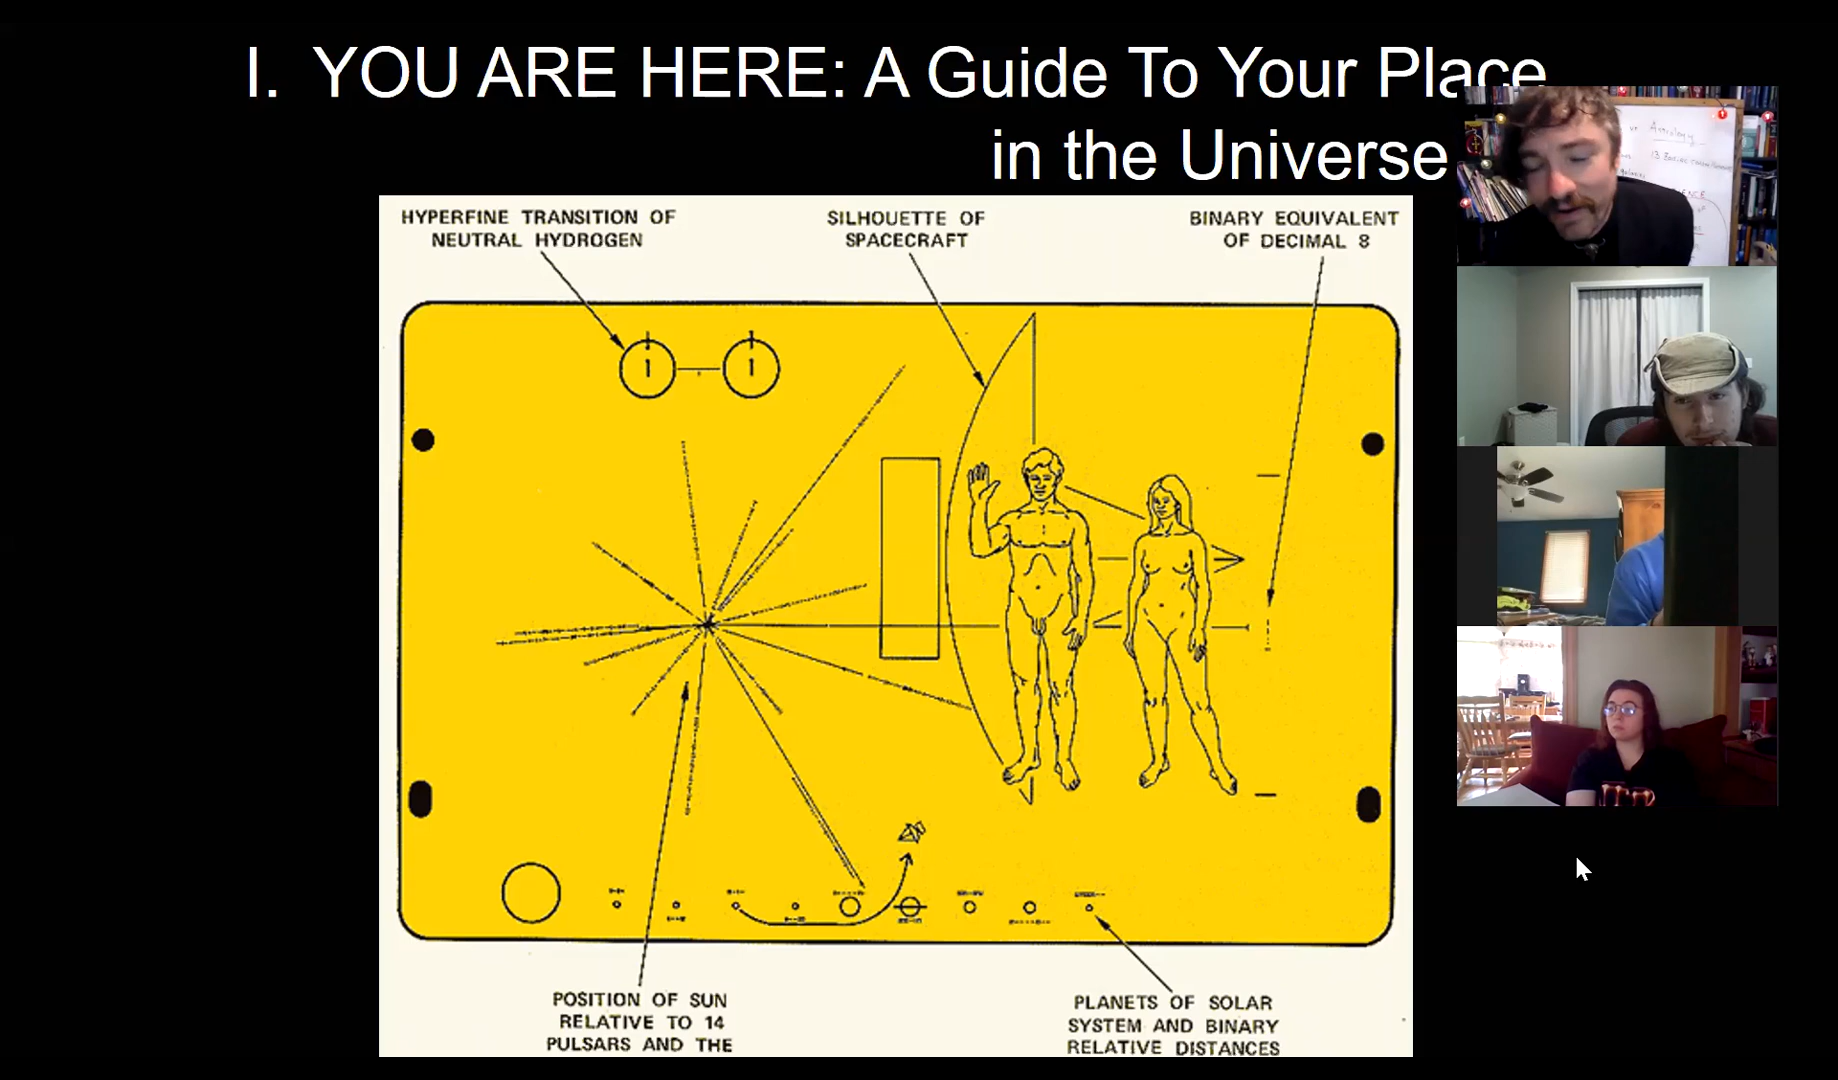 I. YOU ARE HERE: A Guide To Your Place
in the Universe
HYPERFINE TRANSITION OF
NEUTRAL HYDROGEN
SILHOUETTE OF
SPACECRAFT
BINARY EQUIVALENT
OF DECIMAL 8
POSITION OF SUN
RELATIVE TO 14
PULSARS AND THE
PLANETS OF SOLAR
SYSTEM AND BINARY
RELATIVE DISTANCES
Astrology